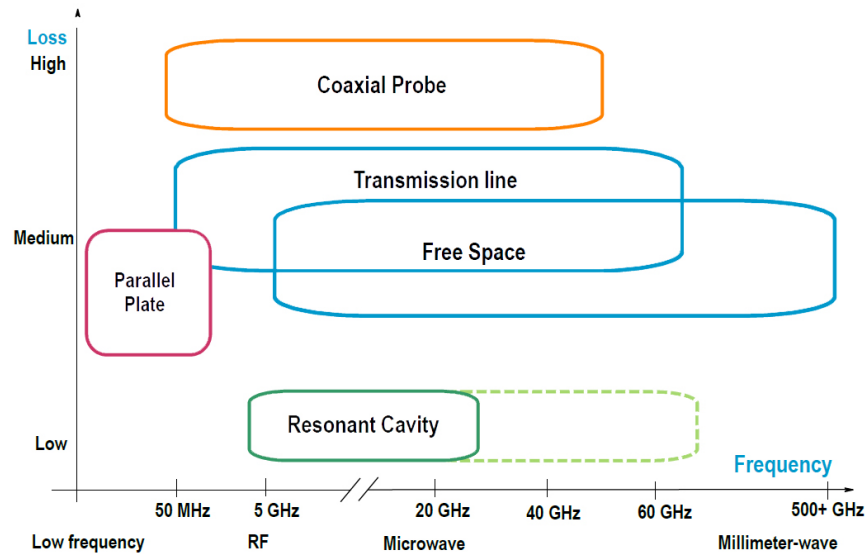 Loss
High
Coaxial Probe
Transmission line
Medium
Free Space
Parallel
Plate
Resonant Cavity
Low
Frequency
50 MHz
5 GHz
20 GHz
40 GHz
60 GHz
500+ GHz
Low frequency
RF
Microwave
Millimeter-wave